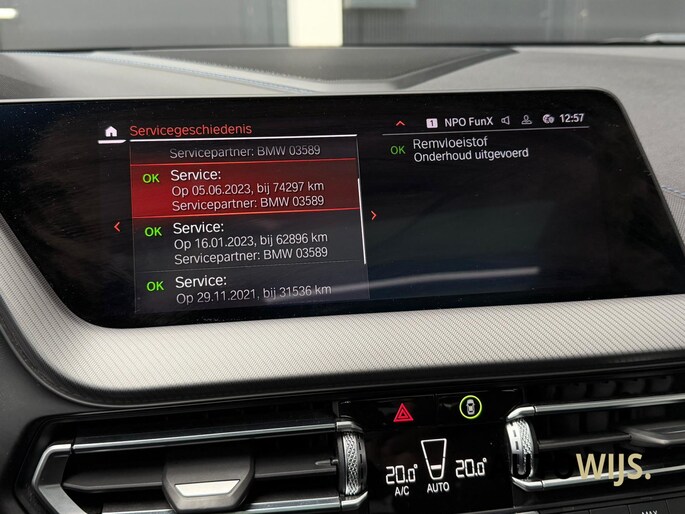 Servicegeschiedenis
1 NPO FunX 12:57
Servicepartner: BMW 03589
OK Service:
Op 05.06.2023, bij 74297 km
Servicepartner: BMW 03589
OK Service:
Op 16.01.2023, bij 62896 km
Servicepartner: BMW 03589
OK Service:
Op 29.11.2021, bij 31536 km
OK Remvloeistof
Onderhoud uitgevoerd
20.0° 20.0°
A/C AUTO
WIJS.
MAX